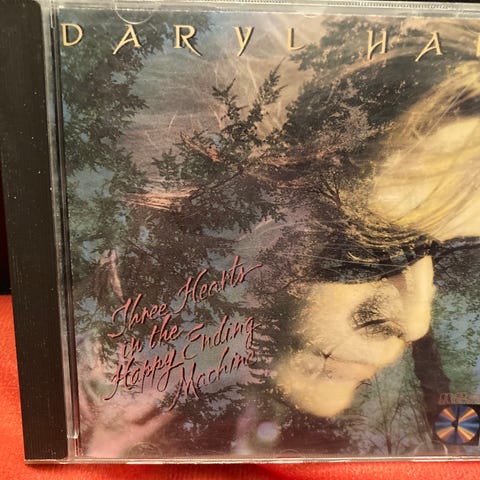 DARYL HA
Three Hearts
in the
Happy Ending
Machine